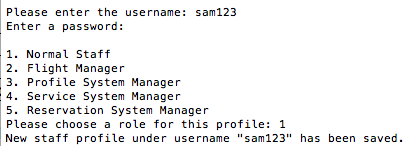 Please enter the username: sam123
Enter a password:
1. Normal Staff
2. Flight Manager
3. Profile System Manager
4. Service System Manager
5. Reservation System Manager
Please choose a role for this profile: 1
New staff profile under username "sam123" has been saved.